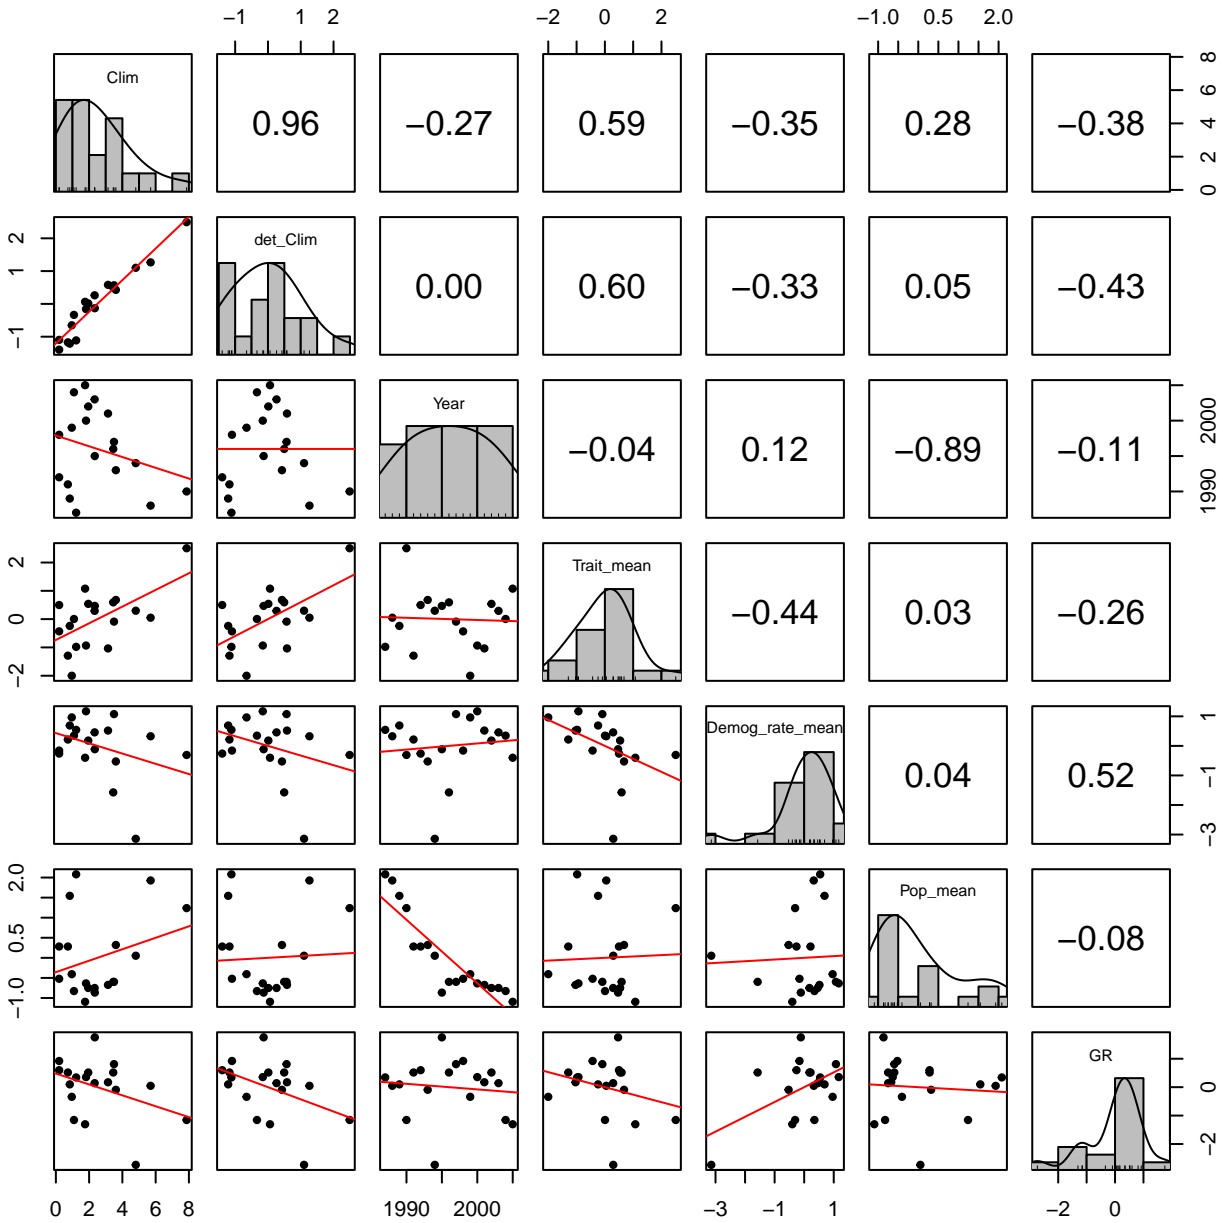 −1 1 2 −2 0 2 −1.0 0.5 2.0
Clim 0.96 −0.27 0.59 −0.35 0.28 −0.38 0 2 4 6 8
−1 1 2 det_Clim 0.00 0.60 −0.33 0.05 −0.43
Year −0.04 0.12 −0.89 −0.11 1990 2000
−2 0 2 Trait_mean −0.44 0.03 −0.26
Demog_rate_mean 0.04 0.52 −3 −1 1
−1.0 0.5 2.0 Pop_mean −0.08
GR −2 0
0 2 4 6 8 1990 2000 −3 −1 1 −2 0